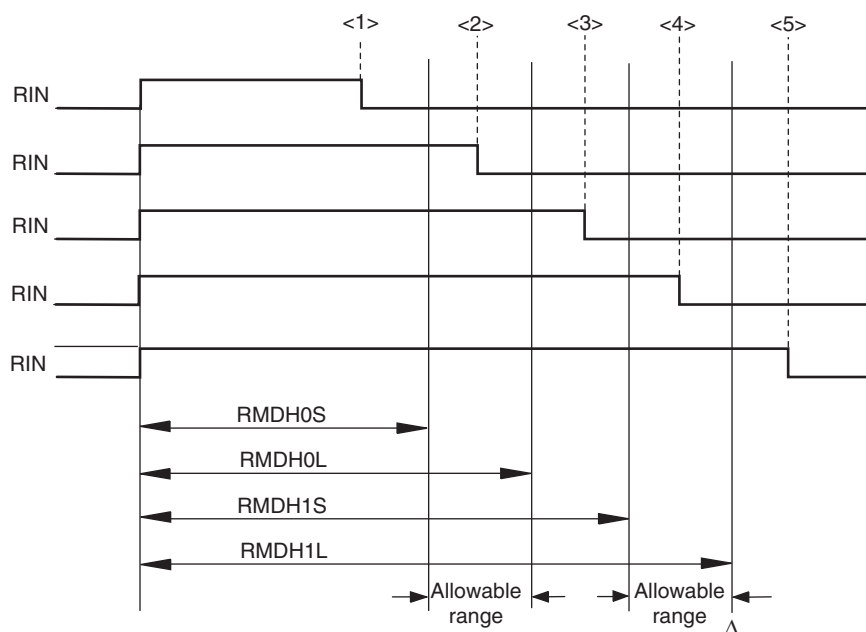 <1> <2> <3> <4> <5>
RIN
RIN
RIN
RIN
RIN
RMDH0S
RMDH0L
RMDH1S
RMDH1L
Allowable range
Allowable range
Δ